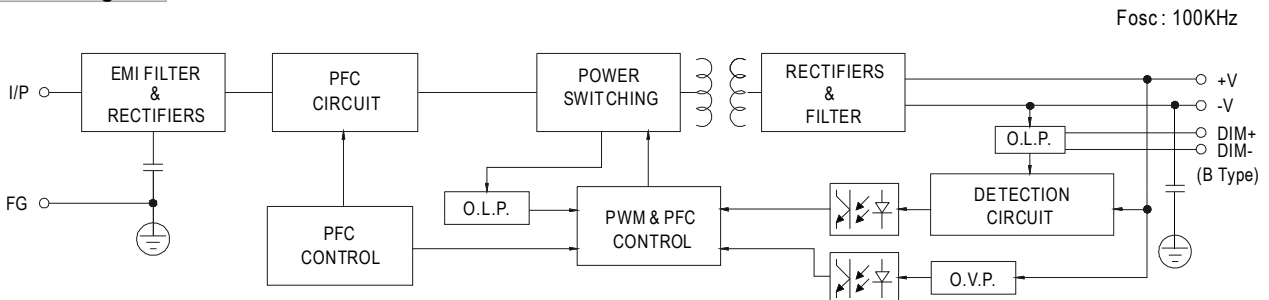 Fosc : 100KHz
I/P
EMI FILTER
&
RECTIFIERS
PFC
CIRCUIT
POWER
SWITCHING
RECTIFIERS
&
FILTER
+V
-V
DIM+
DIM-
(B Type)
O.L.P.
FG
O.L.P.
PFC
CONTROL
PWM & PFC
CONTROL
DETECTION
CIRCUIT
O.V.P.